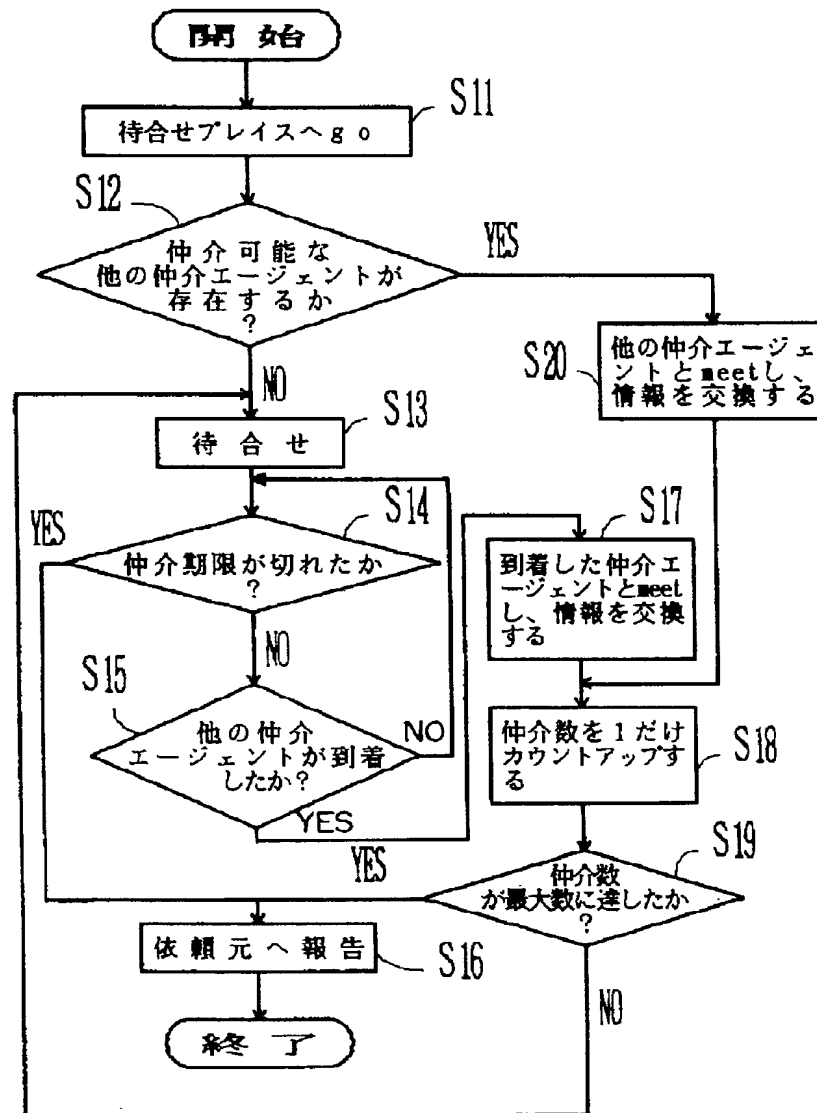 開始
S11
待合せプレイスへgo
S12
仲介可能な
他の仲介エージェントが
存在するか
?
YES
NO
S20
他の仲介エージェ
ントとmeetし、
情報を交換する
S13
待合せ
S14
YES
仲介期限が切れたか
?
NO
S17
到着した仲介エ
ージェントとmeet
し、情報を交換
する
S15
他の仲介
エージェントが到着
したか?
NO
YES
仲介数を1だけ
カウントアップす
る
S18
YES
S19
仲介数
が最大数に達したか
?
NO
依頼元へ報告
S16
終了